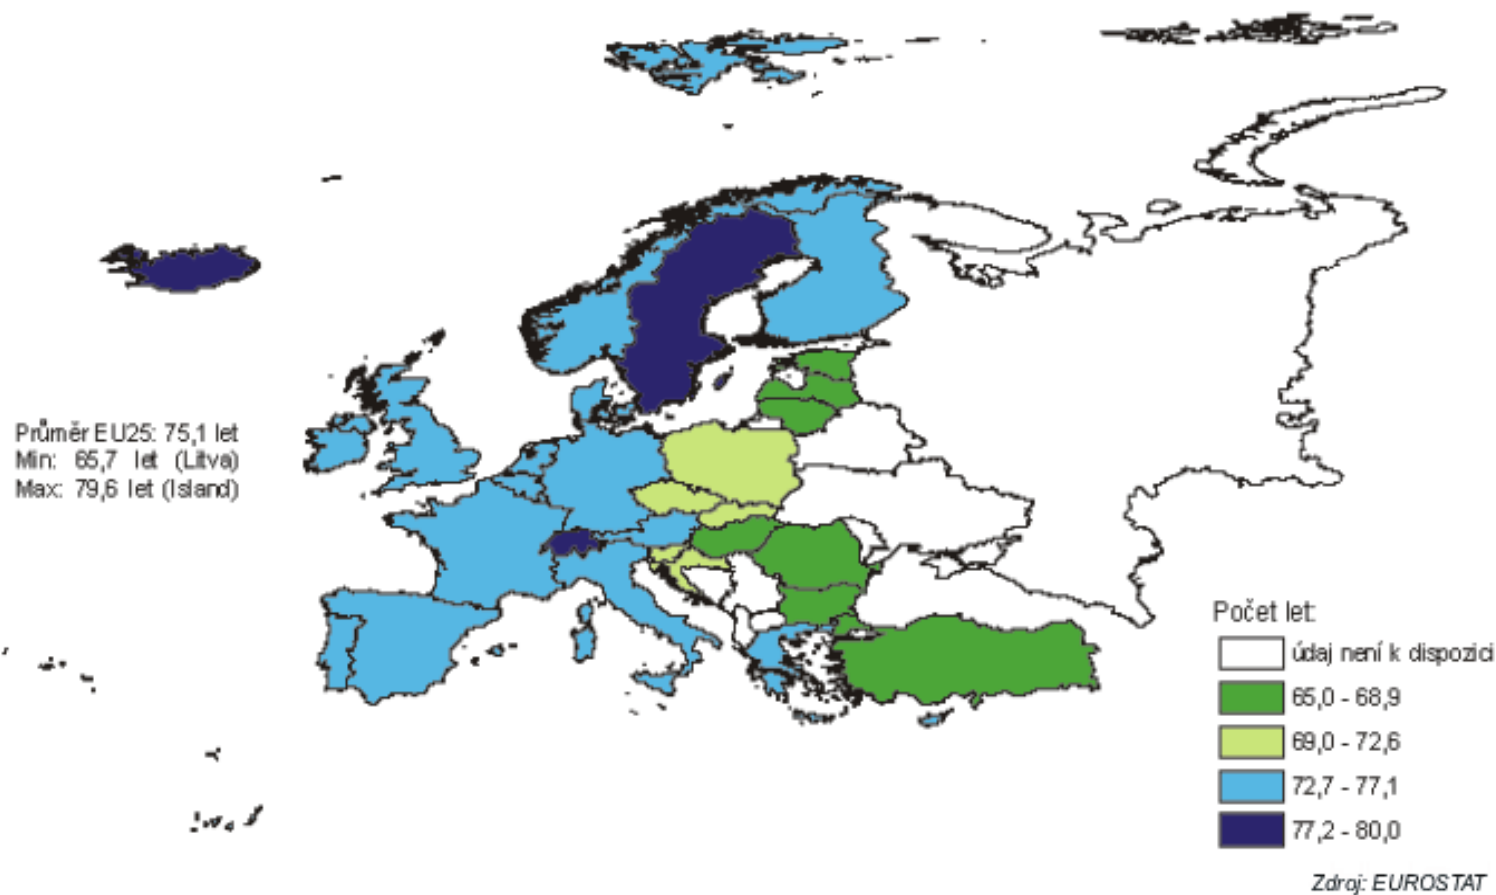 Průměr EU25: 75,1 let
Min: 65,7 let (Litva)
Max: 79,6 let (Island)
Počet let:
údaj není k dispozici
65,0 - 68,9
69,0 - 72,6
72,7 - 77,1
77,2 - 80,0
Zdroj: EUROSTAT